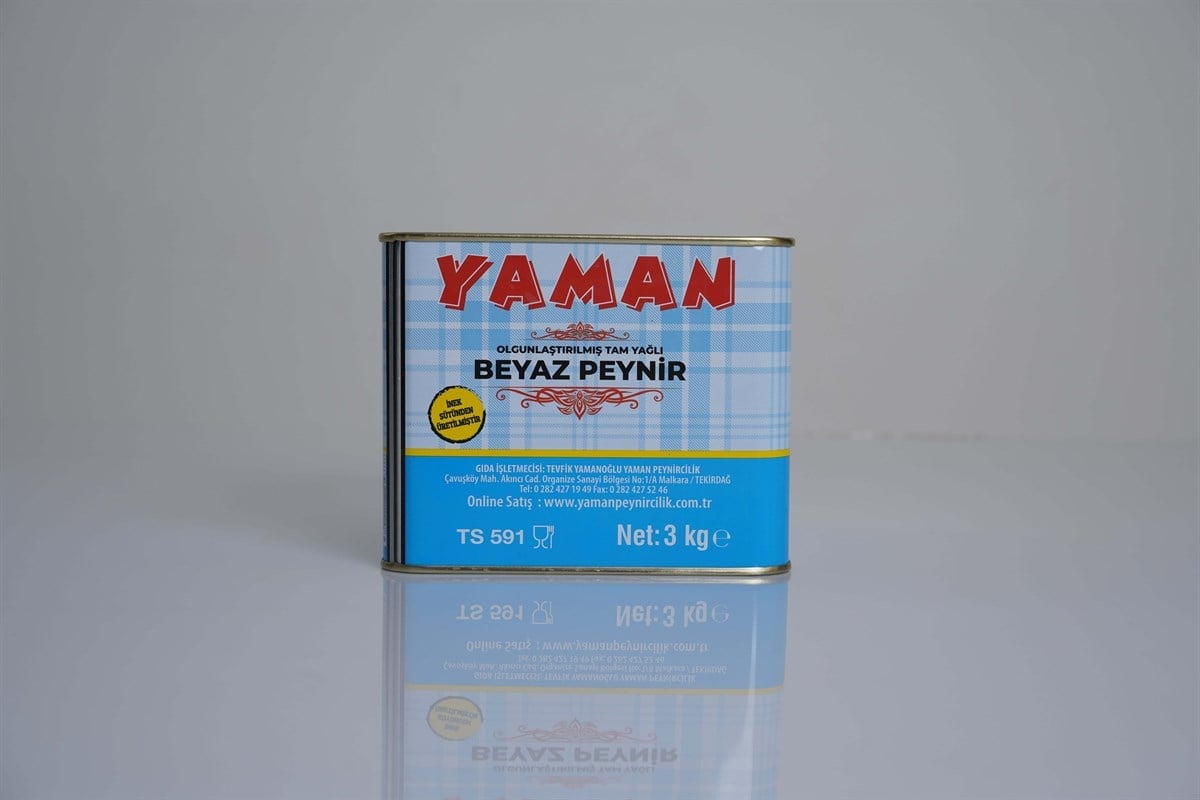 YAMAN
OLGUNLAŞTIRILMIŞ TAM YAĞLI
BEYAZ PEYNİR
İNEK
SÜTÜNDEN
ÜRETİLMİŞTİR
GIDA İŞLETMECİSİ: TEVFİK YAMANOĞLU YAMAN PEYNİRCİLİK
Çavuşköy Mah. Akıncı Cad. Organize Sanayi Bölgesi No:1/A Malkara / TEKİRDAĞ
Tel: 0 282 427 19 49 Fax: 0 282 427 52 46
Online Satış : www.yamanpeynircilik.com.tr
TS 591
Net: 3 kg ℮